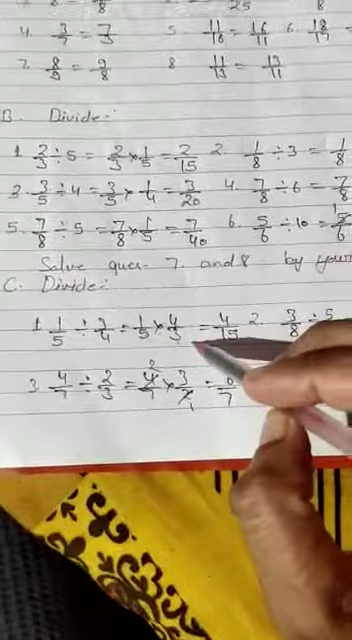 25 8
4. 3/7 = 7/3 5. 11/16 = 16/11 6. 18/19 =
7. 8/9 = 9/8 8 11/13 = 13/11
B. Divide:-
1. 2/3 ÷ 5 = 2/3 × 1/5 = 2/15 2. 1/8 ÷ 3 = 1/8
3. 3/5 ÷ 4 = 3/5 × 1/4 = 3/20 4. 7/8 ÷ 6 = 7/8
5. 7/8 ÷ 5 = 7/8 × 1/5 = 7/40 6. 5/6 ÷ 10 = 5/6
Solve ques- 7 and 8 by your
C. Divide:
1 1/5 ÷ 3/4 = 1/5 × 4/3 = 4/15 2. 3/8 ÷ 5
3 4/7 ÷ 2/3 = 4/7 × 3/2 = 6/7